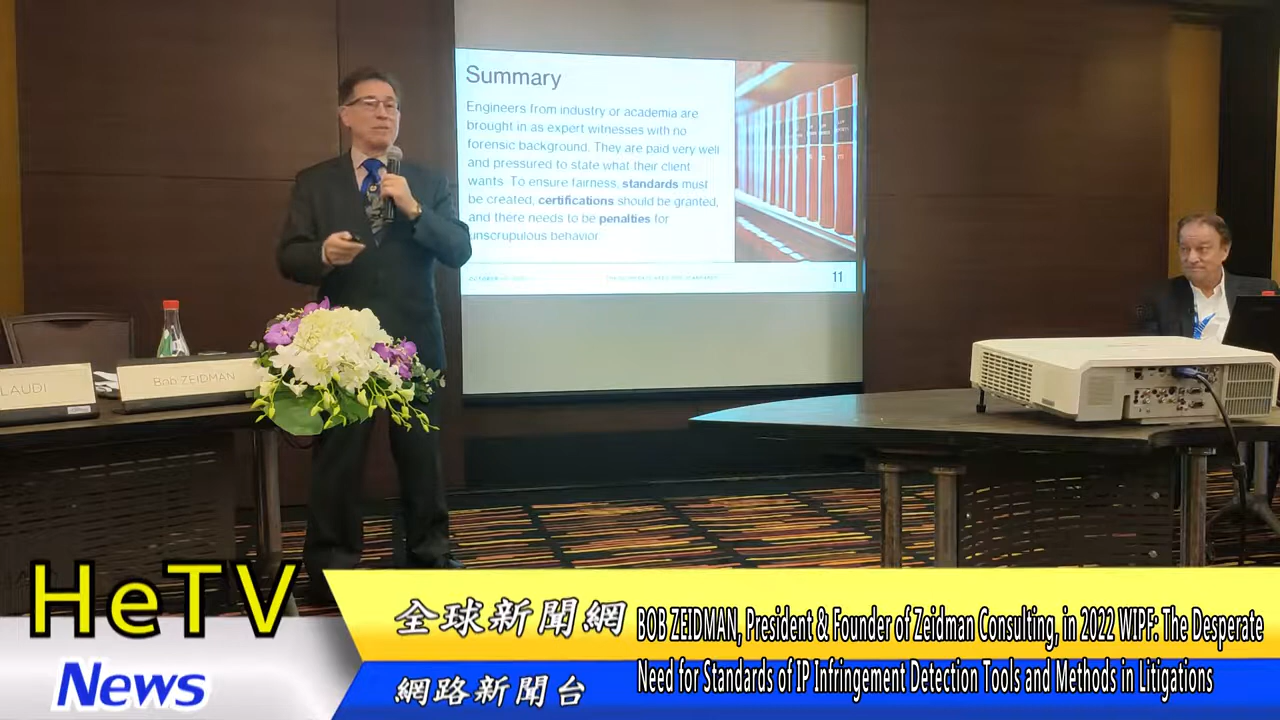 Summary
Engineers from industry or academia are
brought in as expert witnesses with no
forensic background. They are paid very well
and pressured to state what their client
wants. To ensure fairness, standards must
be created, certifications should be granted,
and there needs to be penalties for
unscrupulous behavior.
11
LAUDI
Bob ZEIDMAN
HeTV
News
全球新聞網
網路新聞台
BOB ZEIDMAN, President & Founder of Zeidman Consulting, in 2022 WIPF: The Desperate
Need for Standards of IP Infringement Detection Tools and Methods in Litigations